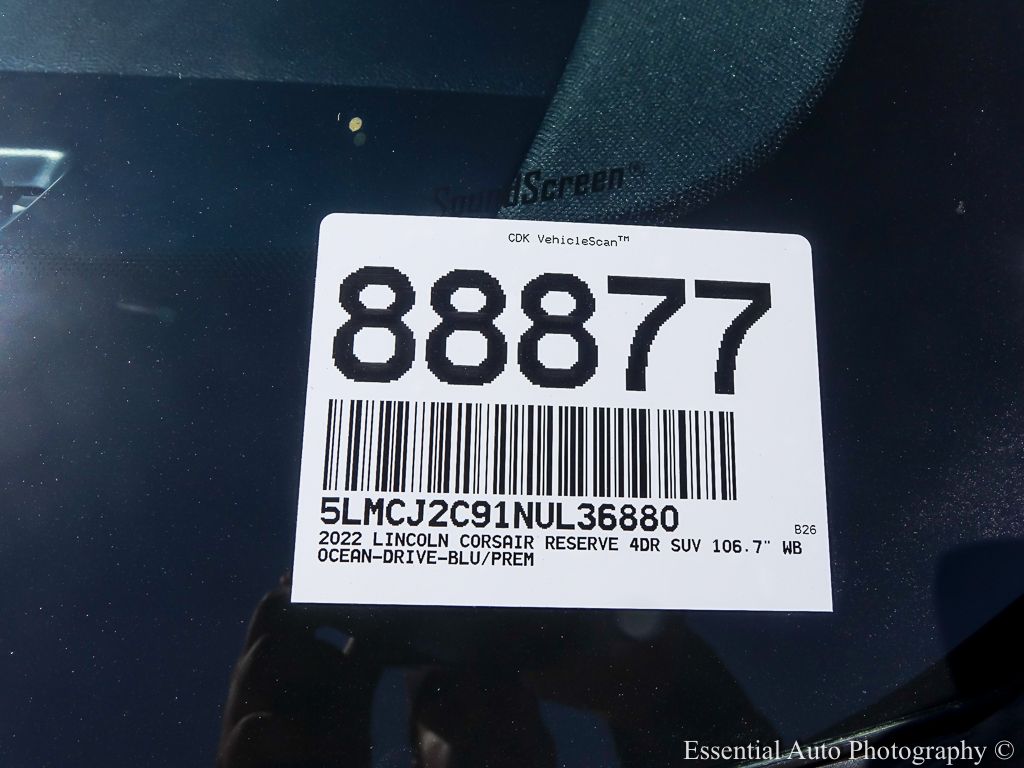 SoundScreen®
CDK VehicleScan™
88877
5LMCJ2C91NUL36880
B26
2022 LINCOLN CORSAIR RESERVE 4DR SUV 106.7" WB
OCEAN-DRIVE-BLU/PREM
Essential Auto Photography ©